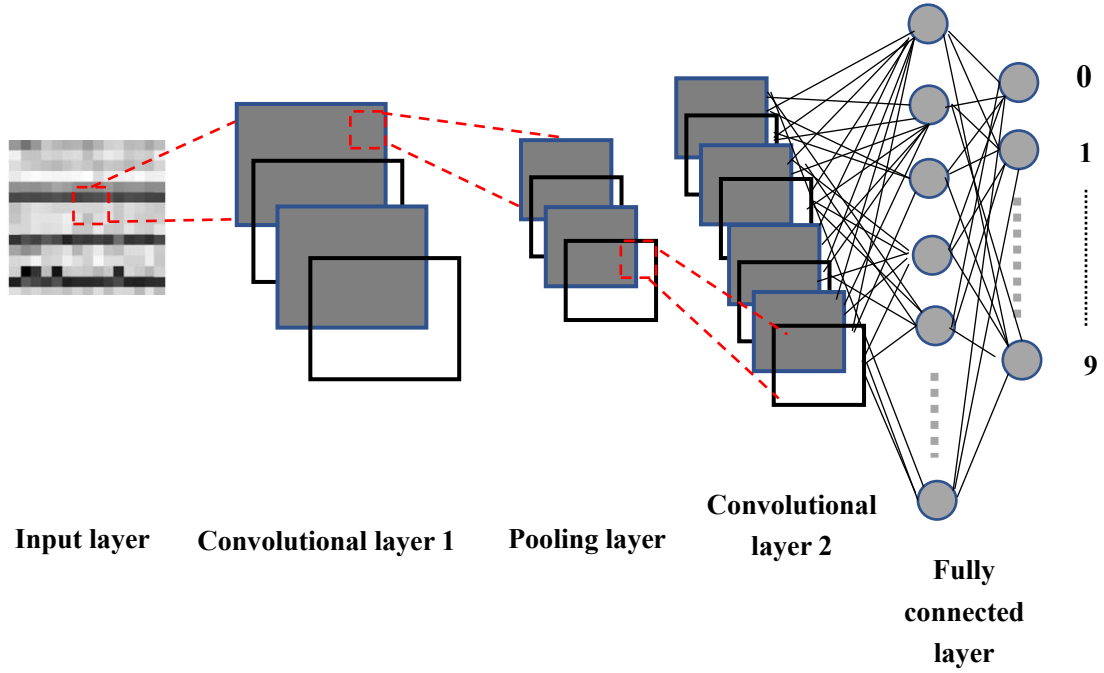 0
1
9
Input layer
Convolutional layer 1
Pooling layer
Convolutional
layer 2
Fully
connected
layer